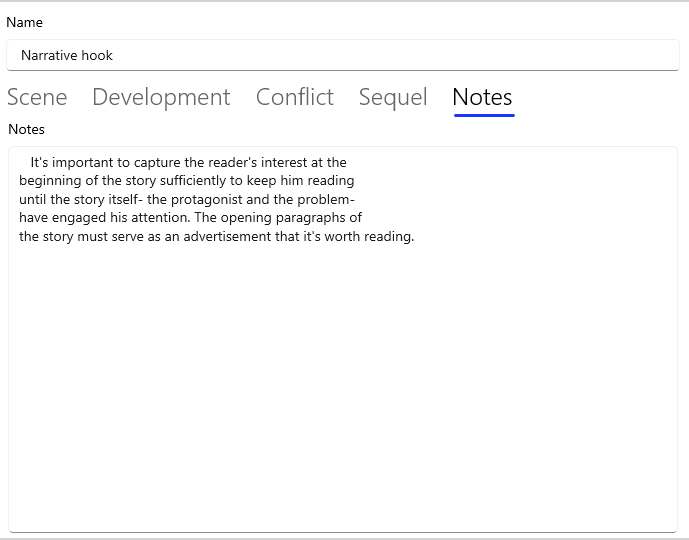 Name
Narrative hook
Scene Development Conflict Sequel Notes
Notes
It's important to capture the reader's interest at the
beginning of the story sufficiently to keep him reading
until the story itself- the protagonist and the problem-
have engaged his attention. The opening paragraphs of
the story must serve as an advertisement that it's worth reading.